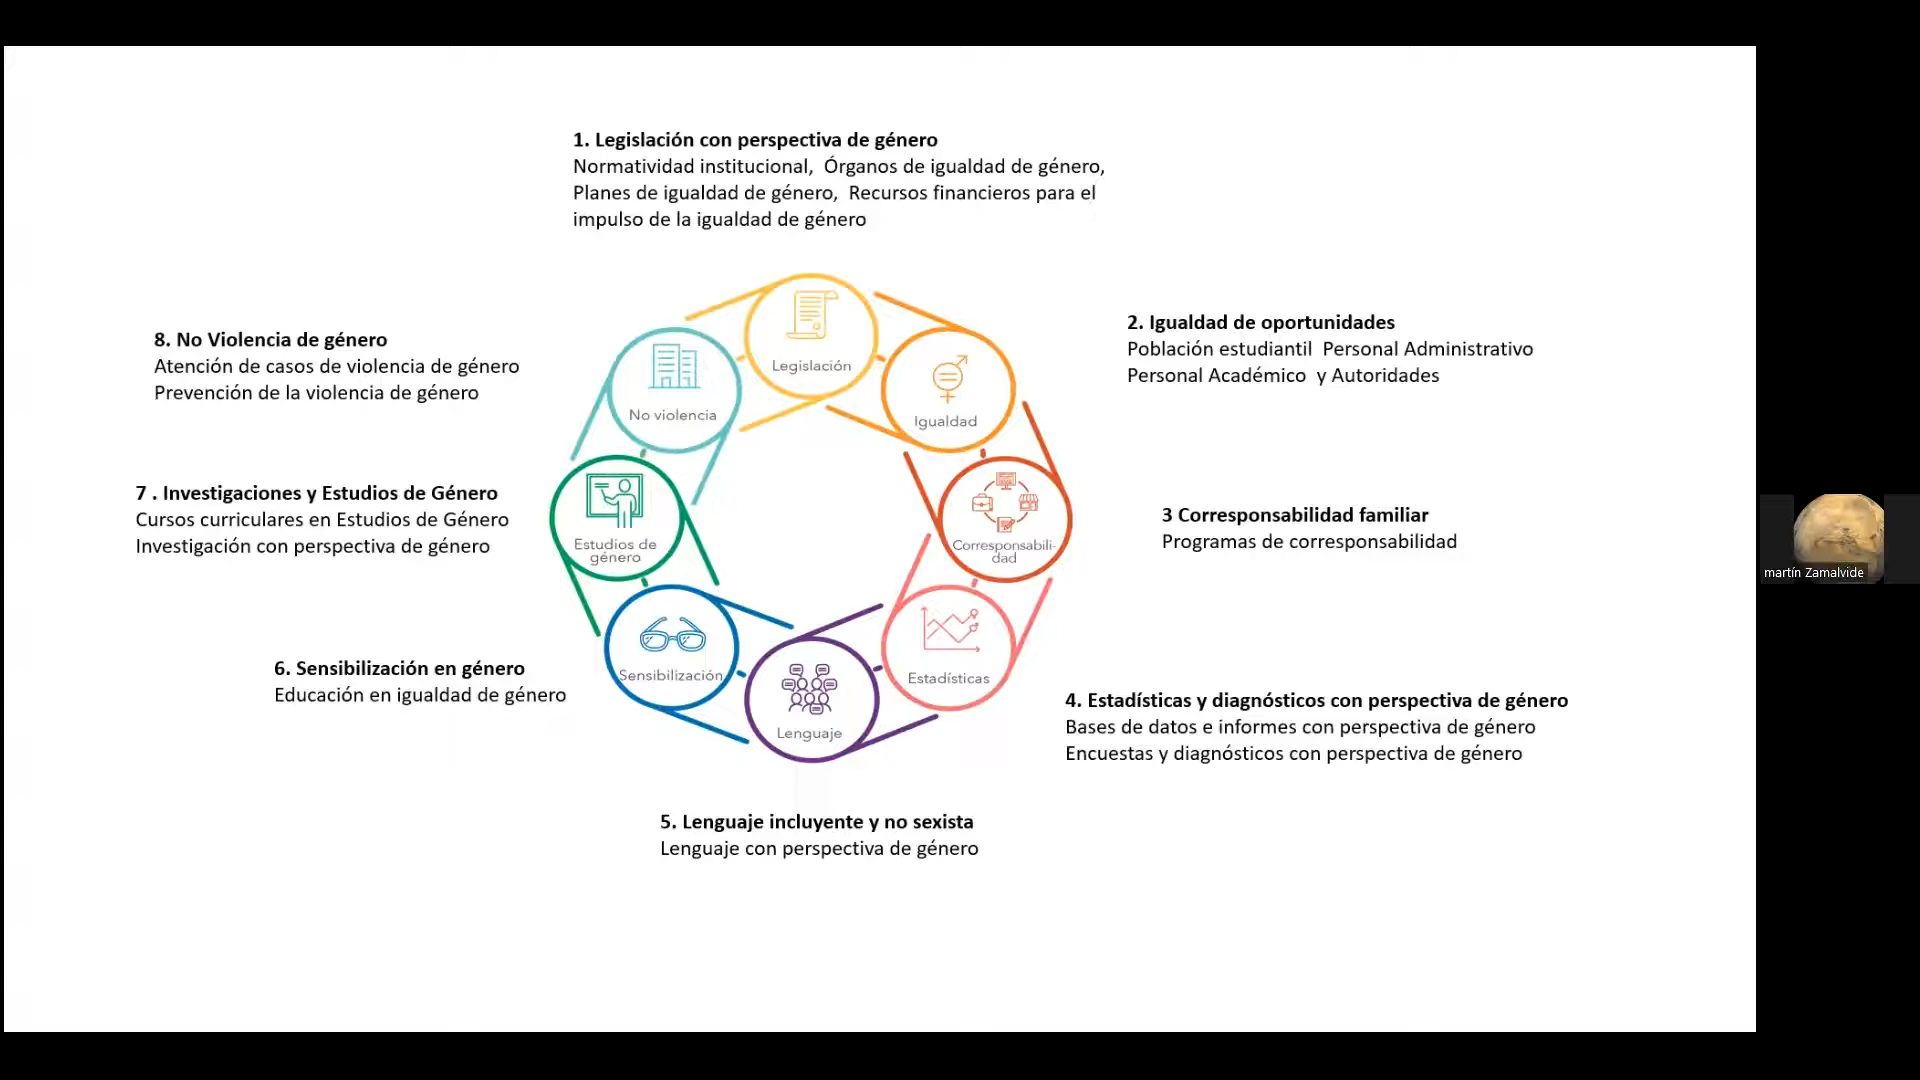 1. Legislación con perspectiva de género
Normatividad institucional, Órganos de igualdad de género,
Planes de igualdad de género, Recursos financieros para el
impulso de la igualdad de género
2. Igualdad de oportunidades
Población estudiantil Personal Administrativo
Personal Académico y Autoridades
3 Corresponsabilidad familiar
Programas de corresponsabilidad
4. Estadísticas y diagnósticos con perspectiva de género
Bases de datos e informes con perspectiva de género
Encuestas y diagnósticos con perspectiva de género
5. Lenguaje incluyente y no sexista
Lenguaje con perspectiva de género
6. Sensibilización en género
Educación en igualdad de género
7 . Investigaciones y Estudios de Género
Cursos curriculares en Estudios de Género
Investigación con perspectiva de género
8. No Violencia de género
Atención de casos de violencia de género
Prevención de la violencia de género
Legislación
Igualdad
Corresponsabili-
dad
Estadísticas
Lenguaje
Sensibilización
Estudios de
género
No violencia
martín Zamalvide